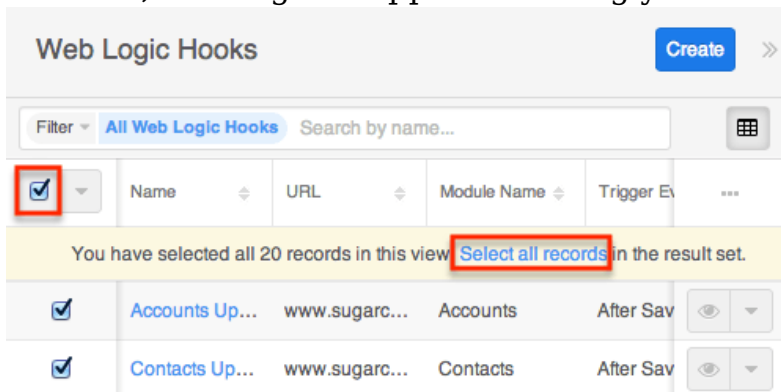 Web Logic Hooks Create
Filter All Web Logic Hooks Search by name...
Name URL Module Name Trigger Ev
You have selected all 20 records in this view. Select all records in the result set.
Accounts Up... www.sugarc... Accounts After Sav
Contacts Up... www.sugarc... Contacts After Sav